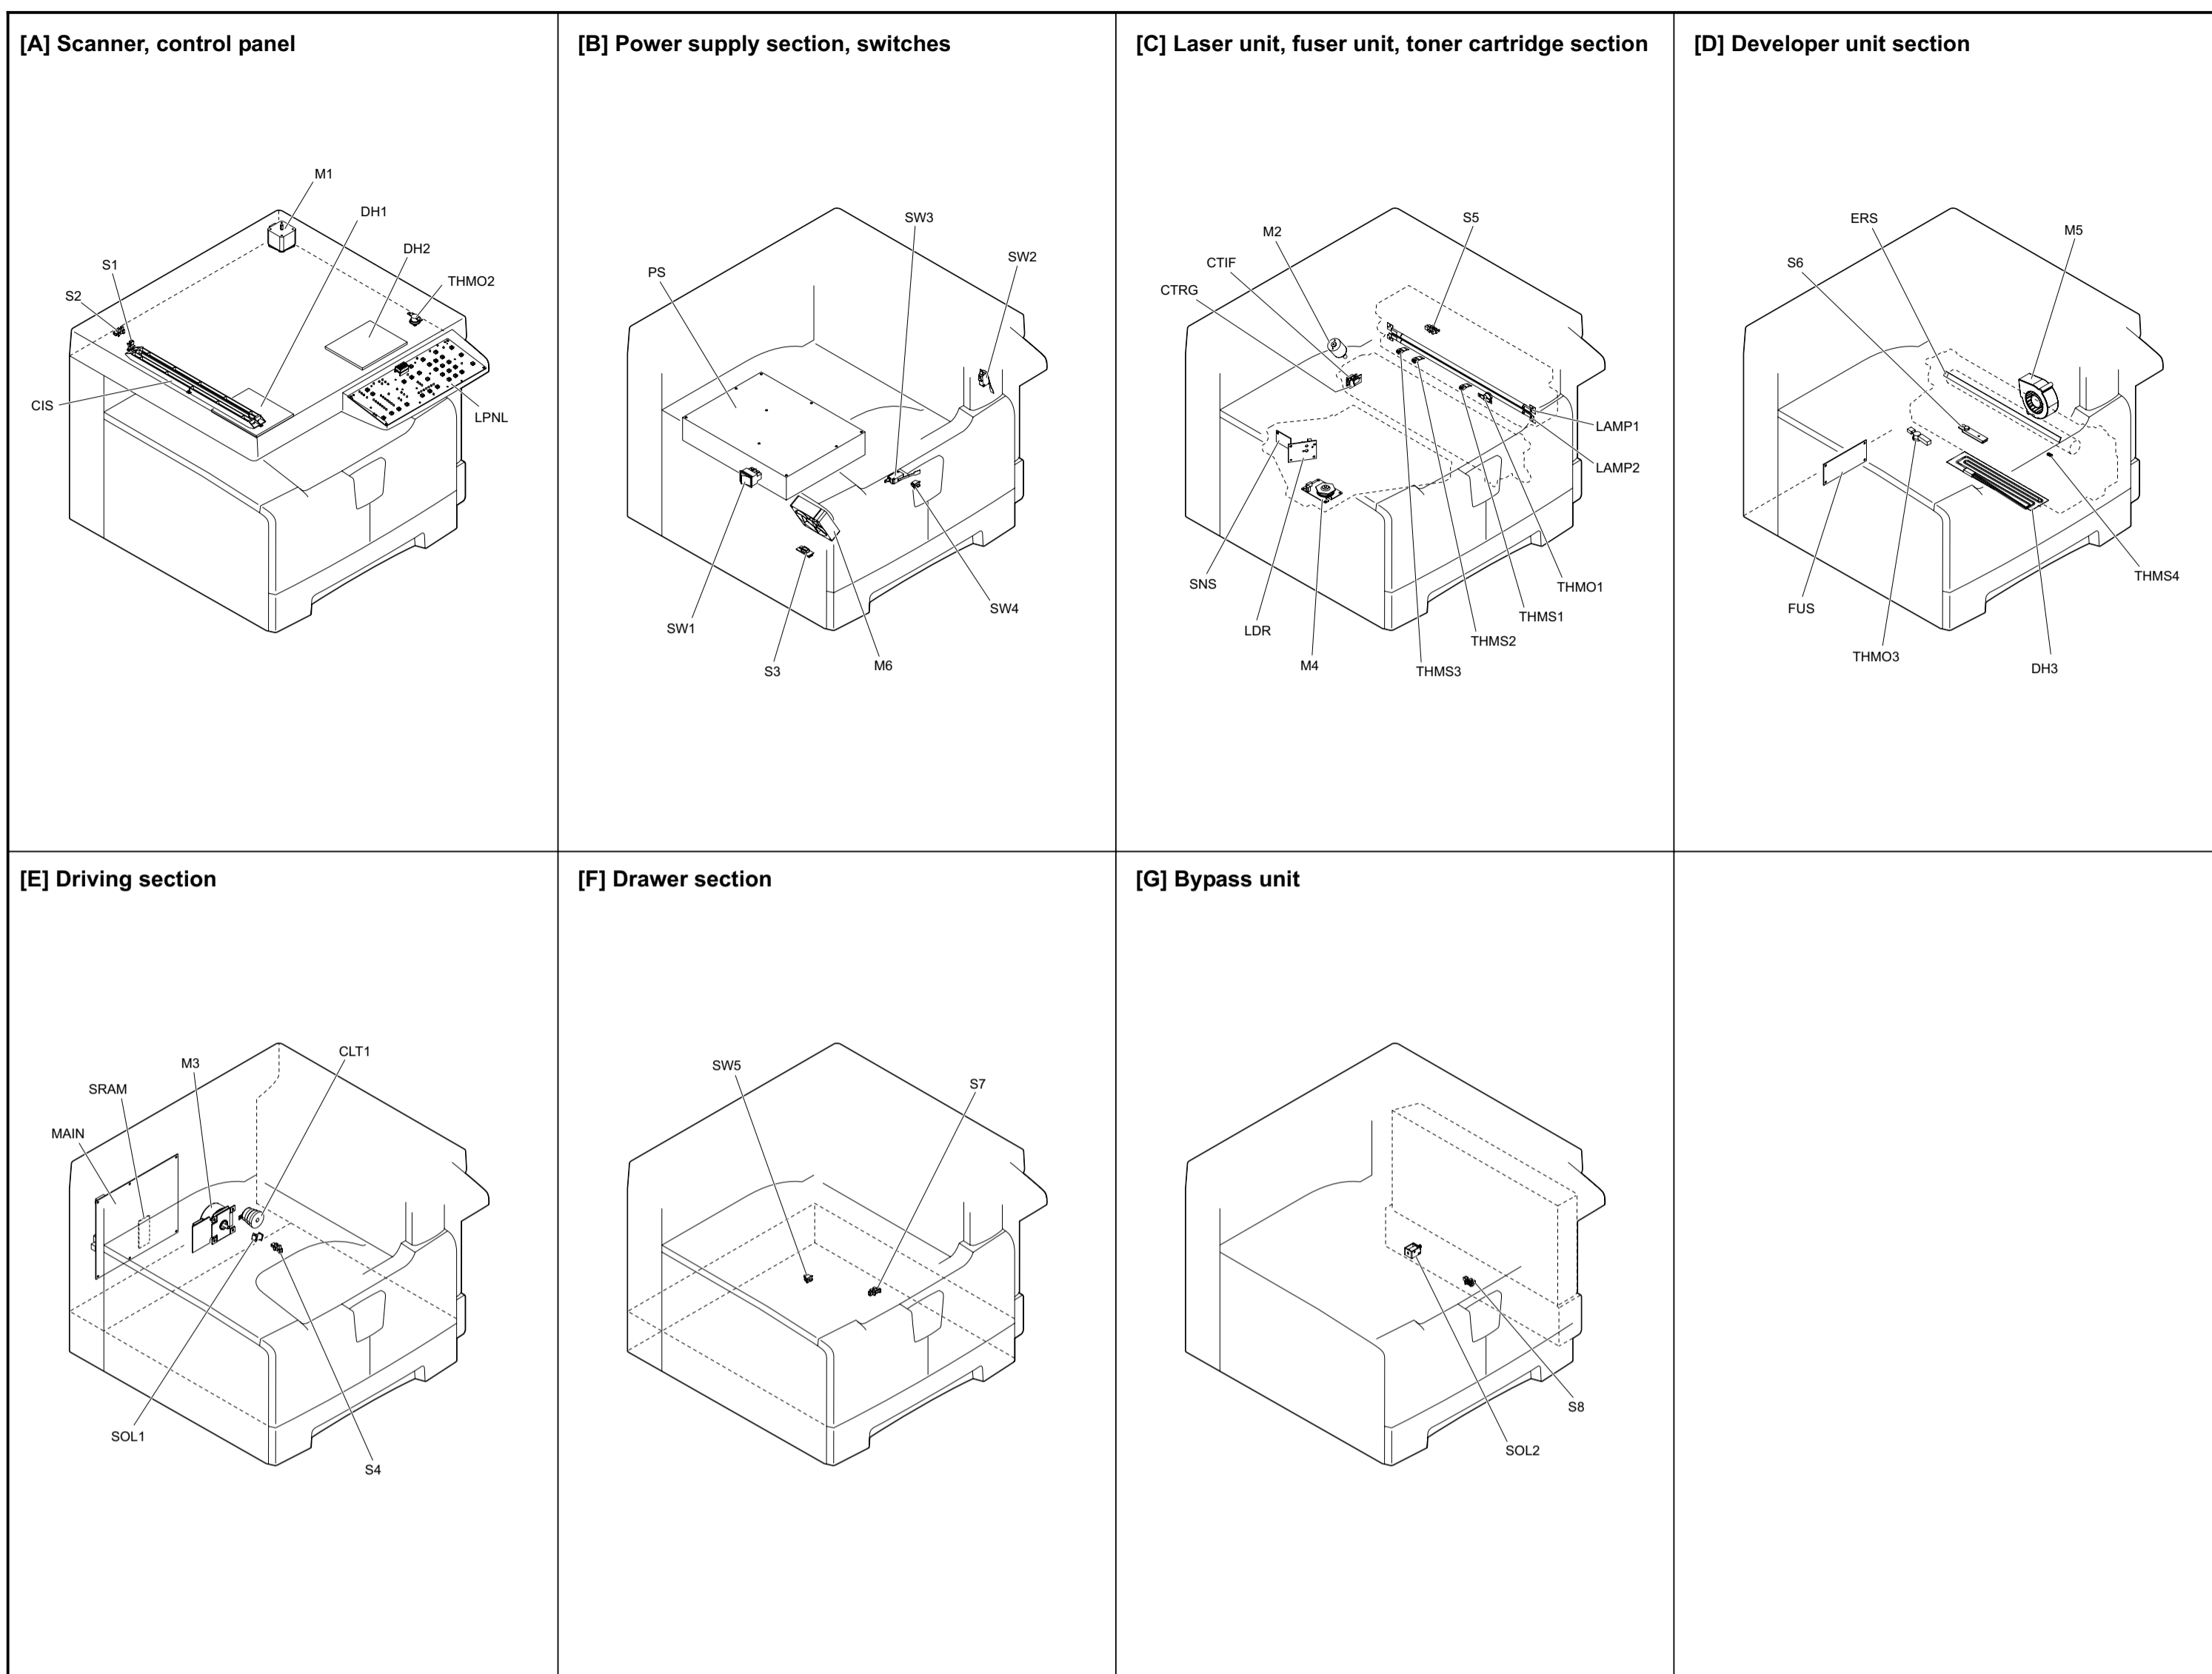 [A] Scanner, control panel
M1
DH1
DH2
S1
THMO2
S2
CIS
LPNL
[B] Power supply section, switches
SW3
SW2
PS
SW4
SW1
M6
S3
[C] Laser unit, fuser unit, toner cartridge section
S5
M2
CTIF
CTRG
LAMP1
LAMP2
SNS
THMO1
THMS1
LDR
THMS2
M4
THMS3
[D] Developer unit section
ERS
M5
S6
THMS4
FUS
THMO3
DH3
[E] Driving section
CLT1
M3
SRAM
MAIN
SOL1
S4
[F] Drawer section
SW5
S7
[G] Bypass unit
S8
SOL2